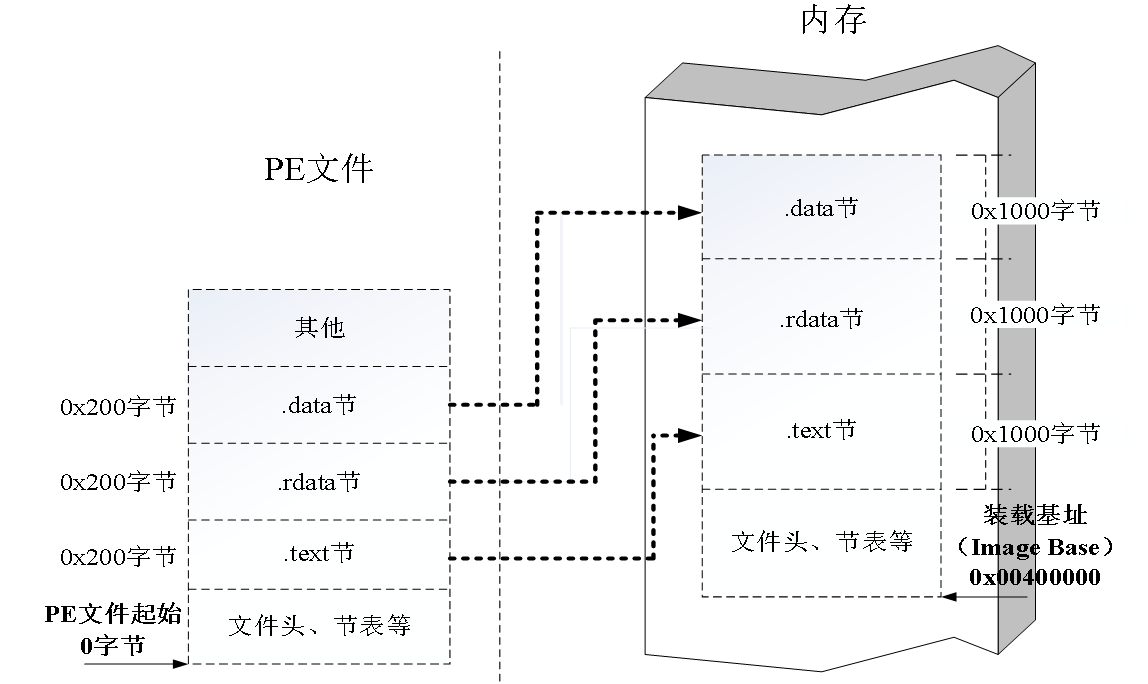 内存
PE文件
其他
0x200字节
.data节
0x200字节
.rdata节
0x200字节
.text节
PE文件起始
0字节
文件头、节表等
.data节
0x1000字节
.rdata节
0x1000字节
.text节
0x1000字节
文件头、节表等
装载基址
（Image Base）
0x00400000